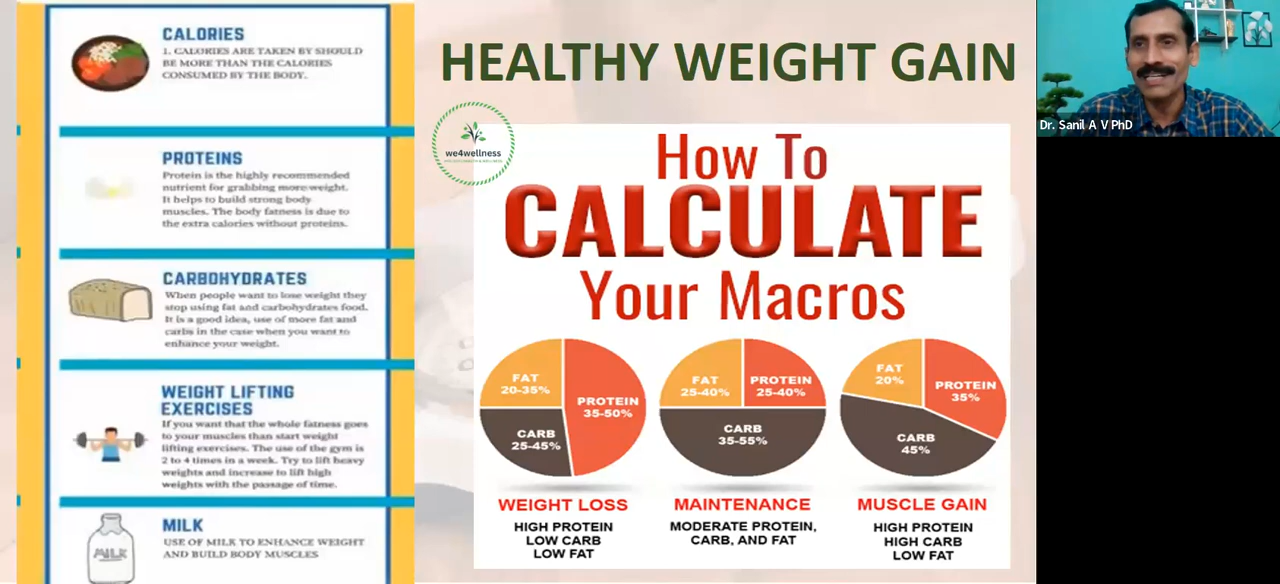 CALORIES
1. CALORIES ARE TAKEN BY SHOULD
BE MORE THAN THE CALORIES
CONSUMED BY THE BODY.
PROTEINS
Protein is the highly recommended
nutrient for grabbing more weight.
It helps to build strong body
muscles. The body fatness is due to
the extra calories without proteins.
CARBOHYDRATES
When people want to lose weight they
stop using fat and carbohydrates food.
It is a good idea, use of more fat and
carbs in the case when you want to
enhance your weight.
WEIGHT LIFTING
EXERCISES
If you want that the whole fatness goes
to your muscles than start weight
lifting exercises. The use of the gym is
2 to 4 times in a week. Try to lift heavy
weights and increase to lift high
weights with the passage of time.
MILK
MILK
USE OF MILK TO ENHANCE WEIGHT
AND BUILD BODY MUSCLES
HEALTHY WEIGHT GAIN
we4wellness
How To
CALCULATE
Your Macros
FAT
20-35%
PROTEIN
35-50%
CARB
25-45%
WEIGHT LOSS
HIGH PROTEIN
LOW CARB
LOW FAT
FAT
25-40%
PROTEIN
25-40%
CARB
35-55%
MAINTENANCE
MODERATE PROTEIN,
CARB, AND FAT
FAT
20%
PROTEIN
35%
CARB
45%
MUSCLE GAIN
HIGH PROTEIN
HIGH CARB
LOW FAT
Dr. Sanil A V PhD